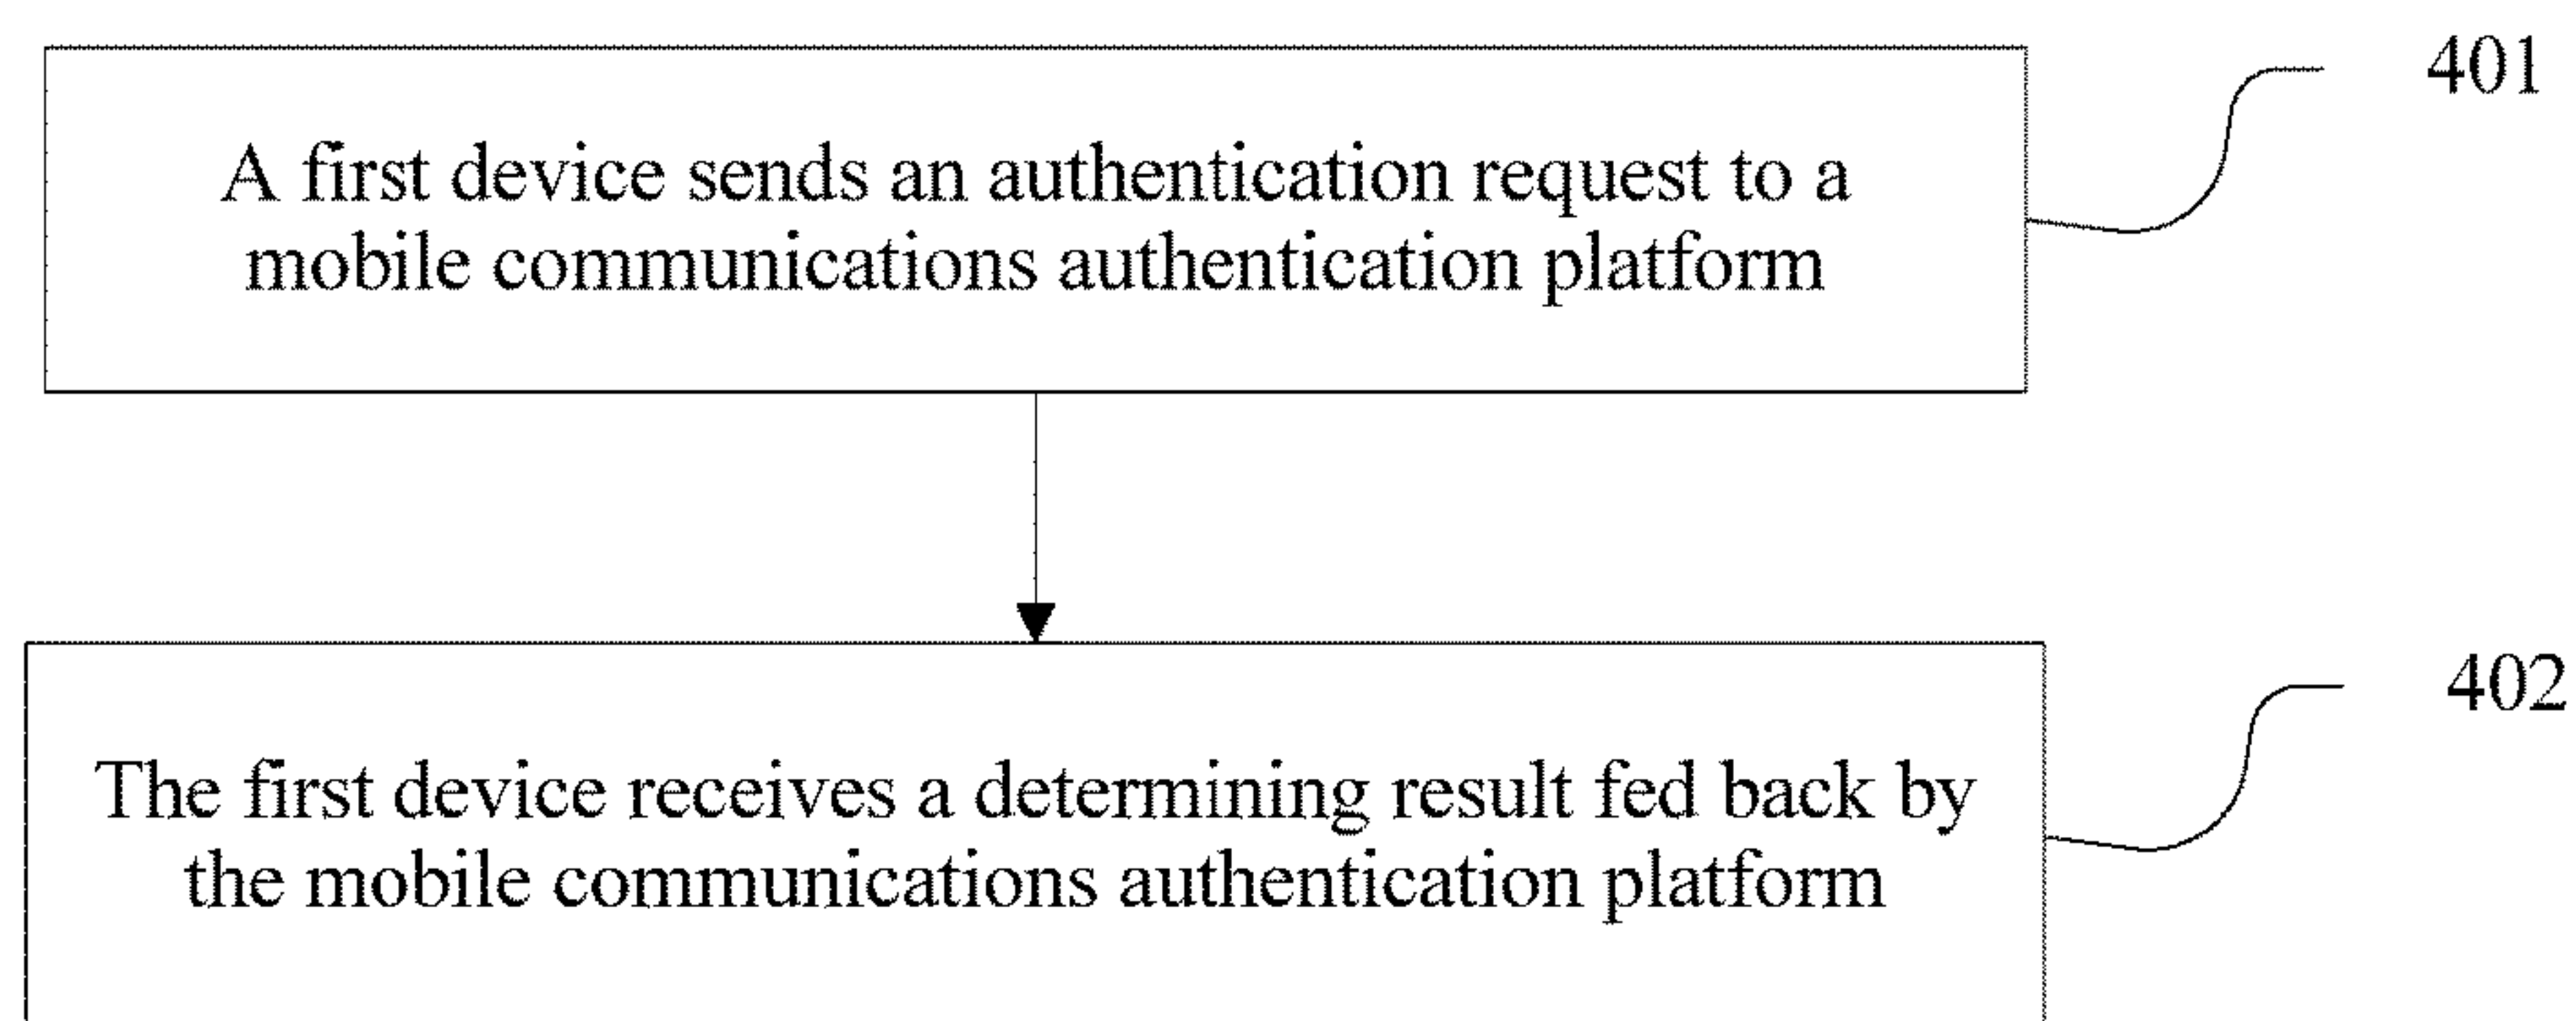 401
A first device sends an authentication request to a
mobile communications authentication platform
402
The first device receives a determining result fed back by
the mobile communications authentication platform